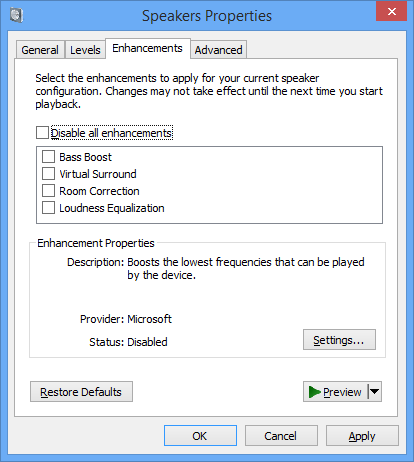 Speakers Properties
General Levels Enhancements Advanced
Select the enhancements to apply for your current speaker
configuration. Changes may not take effect until the next time you start
playback.
Disable all enhancements
Bass Boost
Virtual Surround
Room Correction
Loudness Equalization
Enhancement Properties
Description: Boosts the lowest frequencies that can be played
by the device.
Provider: Microsoft
Status: Disabled
Settings...
Restore Defaults
Preview
OK Cancel Apply